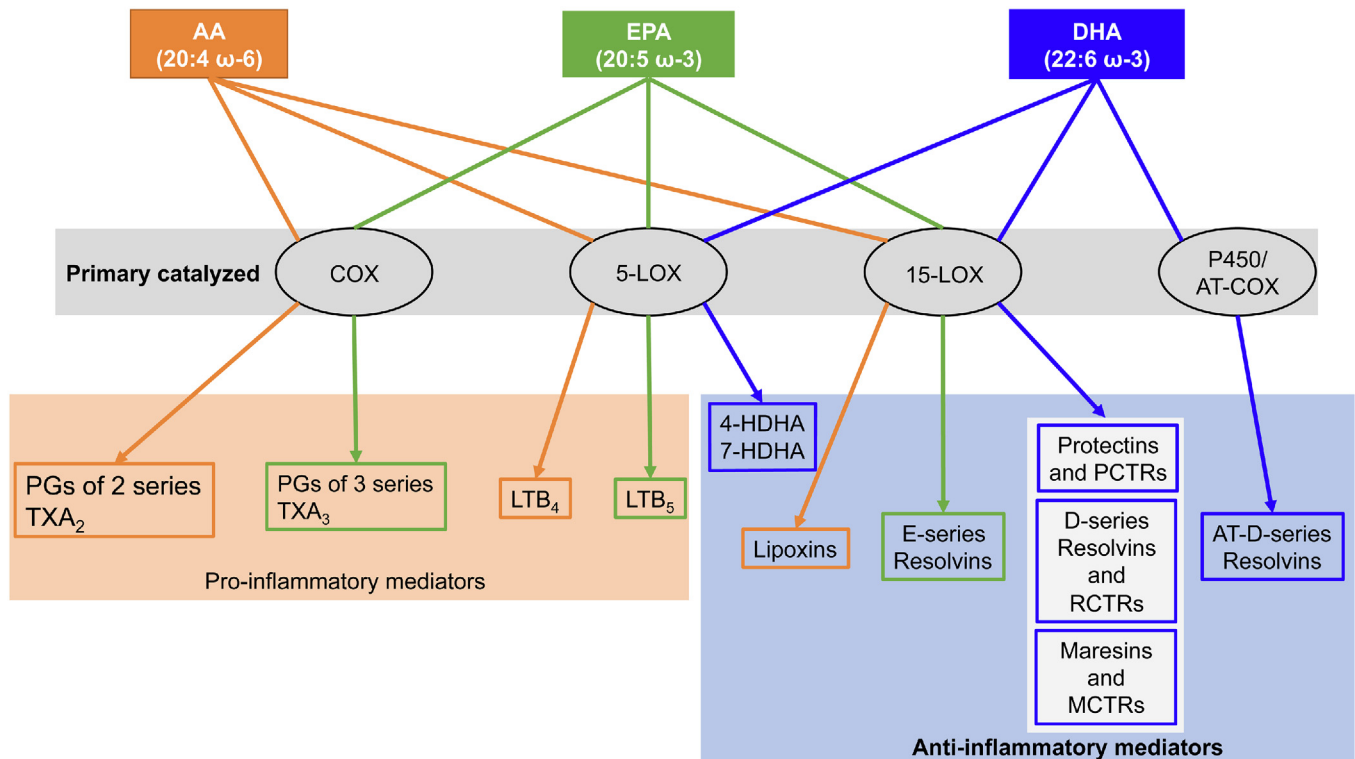 AA
(20:4 ω-6)
EPA
(20:5 ω-3)
DHA
(22:6 ω-3)
Primary catalyzed
COX
5-LOX
15-LOX
P450/
AT-COX
PGs of 2 series
TXA₂
PGs of 3 series
TXA₃
LTB₄
LTB₅
Pro-inflammatory mediators
4-HDHA
7-HDHA
Lipoxins
E-series
Resolvins
Protectins
and PCTRs
D-series
Resolvins
and
RCTRs
Maresins
and
MCTRs
AT-D-series
Resolvins
Anti-inflammatory mediators